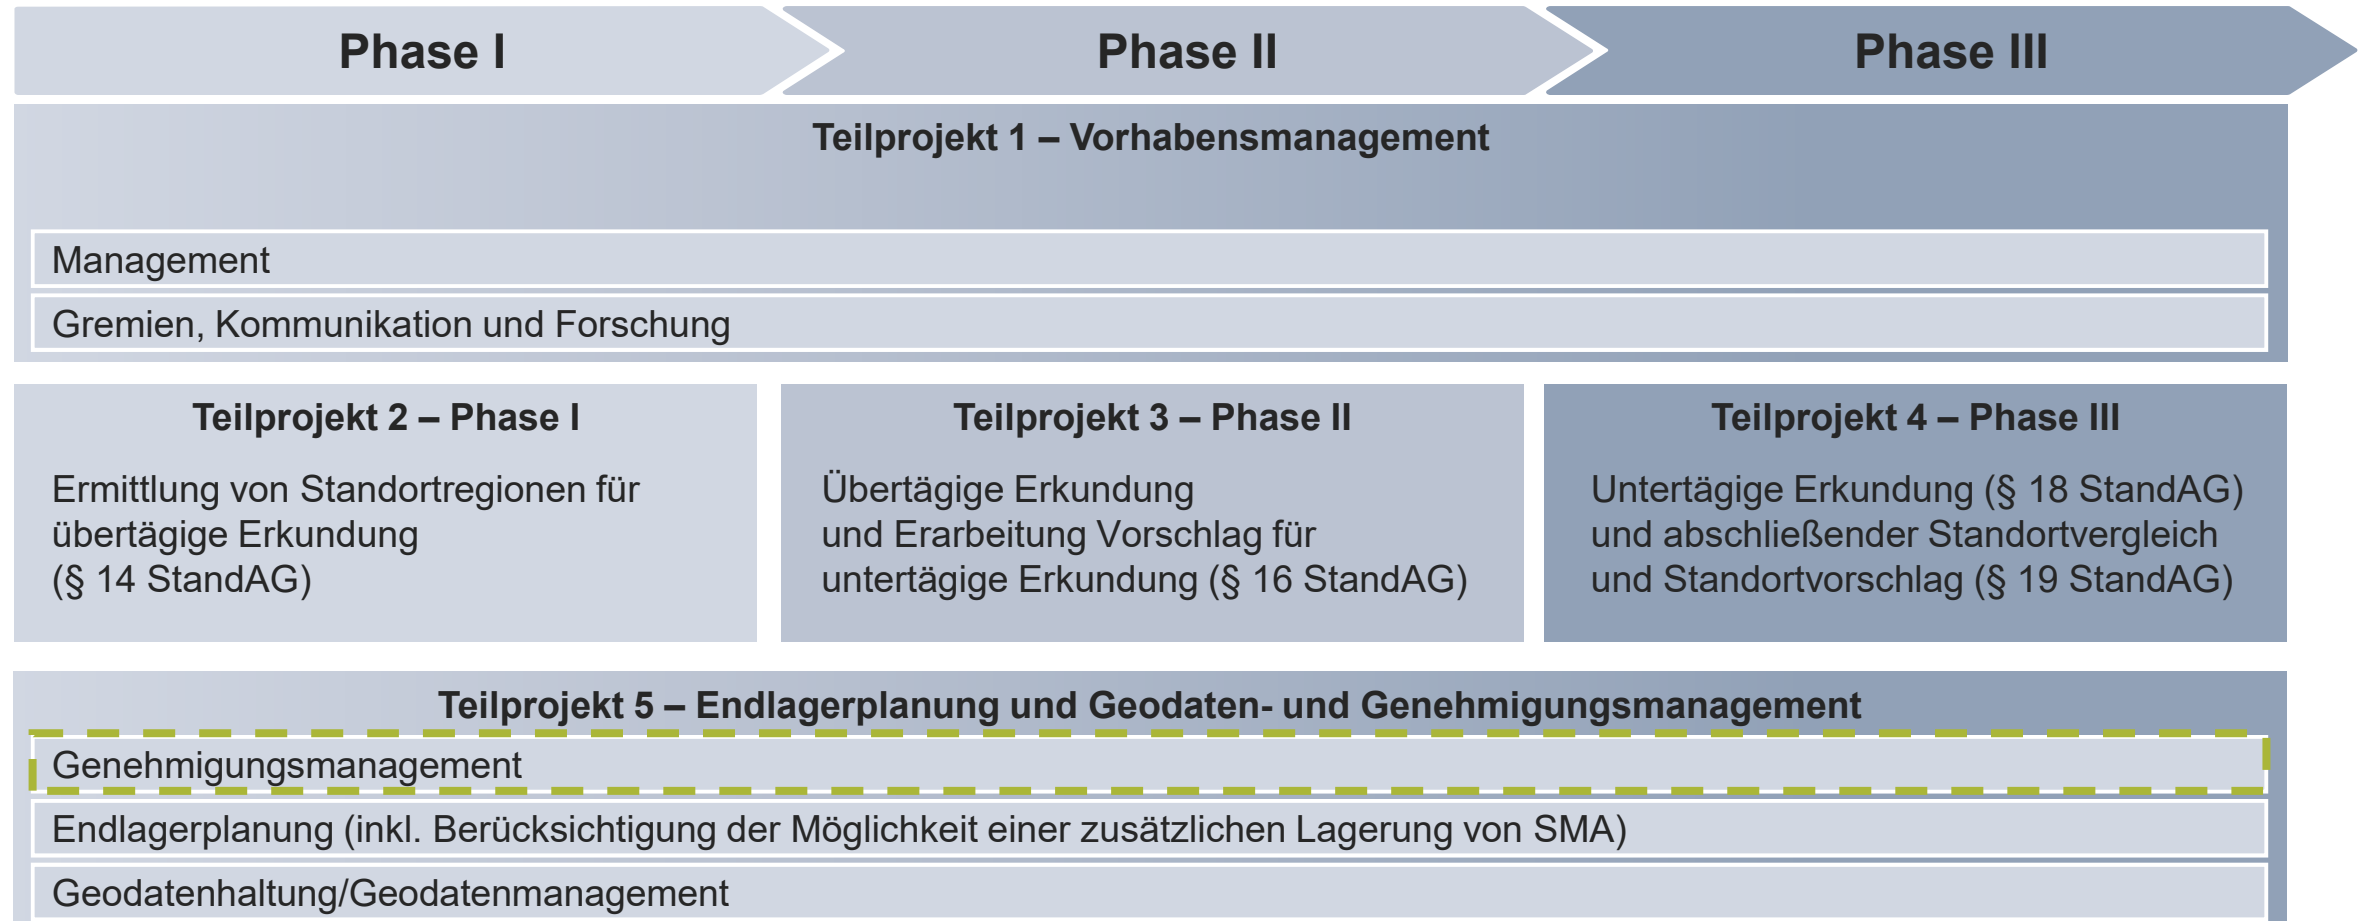 Phase I
Phase II
Phase III
Teilprojekt 1 – Vorhabensmanagement
Management
Gremien, Kommunikation und Forschung
Teilprojekt 2 – Phase I
Ermittlung von Standortregionen für
übertägige Erkundung
(§ 14 StandAG)
Teilprojekt 3 – Phase II
Übertägige Erkundung
und Erarbeitung Vorschlag für
untertägige Erkundung (§ 16 StandAG)
Teilprojekt 4 – Phase III
Untertägige Erkundung (§ 18 StandAG)
und abschließender Standortvergleich
und Standortvorschlag (§ 19 StandAG)
Teilprojekt 5 – Endlagerplanung und Geodaten- und Genehmigungsmanagement
Genehmigungsmanagement
Endlagerplanung (inkl. Berücksichtigung der Möglichkeit einer zusätzlichen Lagerung von SMA)
Geodatenhaltung/Geodatenmanagement